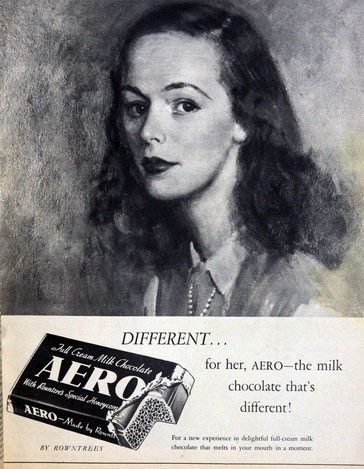 DIFFERENT...
for her, AERO—the milk
chocolate that's
different!
Full Cream Milk Chocolate
AERO
With Rowntree's Special Honeycomb
AERO—Made by Rowntrees
For a new experience in delightful full-cream milk
chocolate that melts in your mouth in a moment
BY ROWNTREES